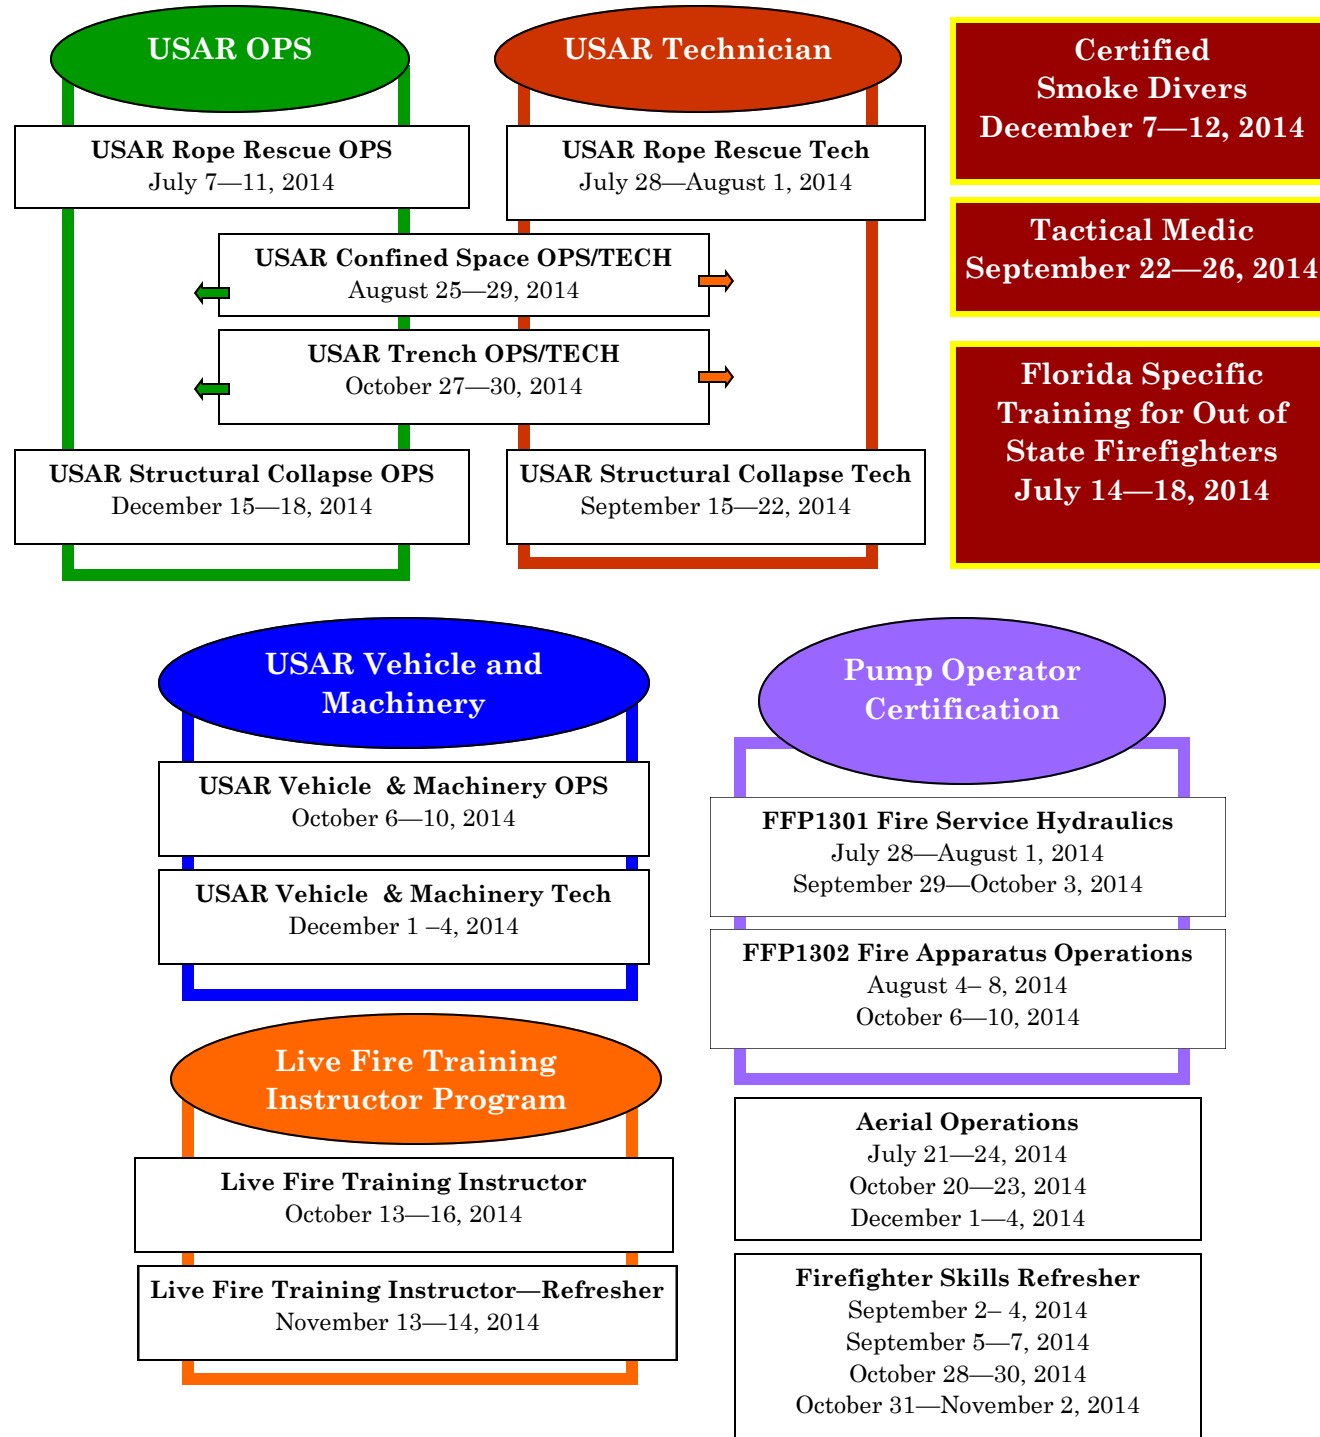 USAR OPS
USAR Rope Rescue OPS
July 7—11, 2014
USAR Technician
USAR Rope Rescue Tech
July 28—August 1, 2014
USAR Confined Space OPS/TECH
August 25—29, 2014
USAR Trench OPS/TECH
October 27—30, 2014
USAR Structural Collapse OPS
December 15—18, 2014
USAR Structural Collapse Tech
September 15—22, 2014
Certified
Smoke Divers
December 7—12, 2014
Tactical Medic
September 22—26, 2014
Florida Specific
Training for Out of
State Firefighters
July 14—18, 2014
USAR Vehicle and
Machinery
USAR Vehicle  & Machinery OPS
October 6—10, 2014
USAR Vehicle  & Machinery Tech
December 1 –4, 2014
Live Fire Training
Instructor Program
Live Fire Training Instructor
October 13—16, 2014
Live Fire Training Instructor—Refresher
November 13—14, 2014
Pump Operator
Certification
FFP1301 Fire Service Hydraulics
July 28—August 1, 2014
September 29—October 3, 2014
FFP1302 Fire Apparatus Operations
August 4– 8, 2014
October 6—10, 2014
Aerial Operations
July 21—24, 2014
October 20—23, 2014
December 1—4, 2014
Firefighter Skills Refresher
September 2– 4, 2014
September 5—7, 2014
October 28—30, 2014
October 31—November 2, 2014